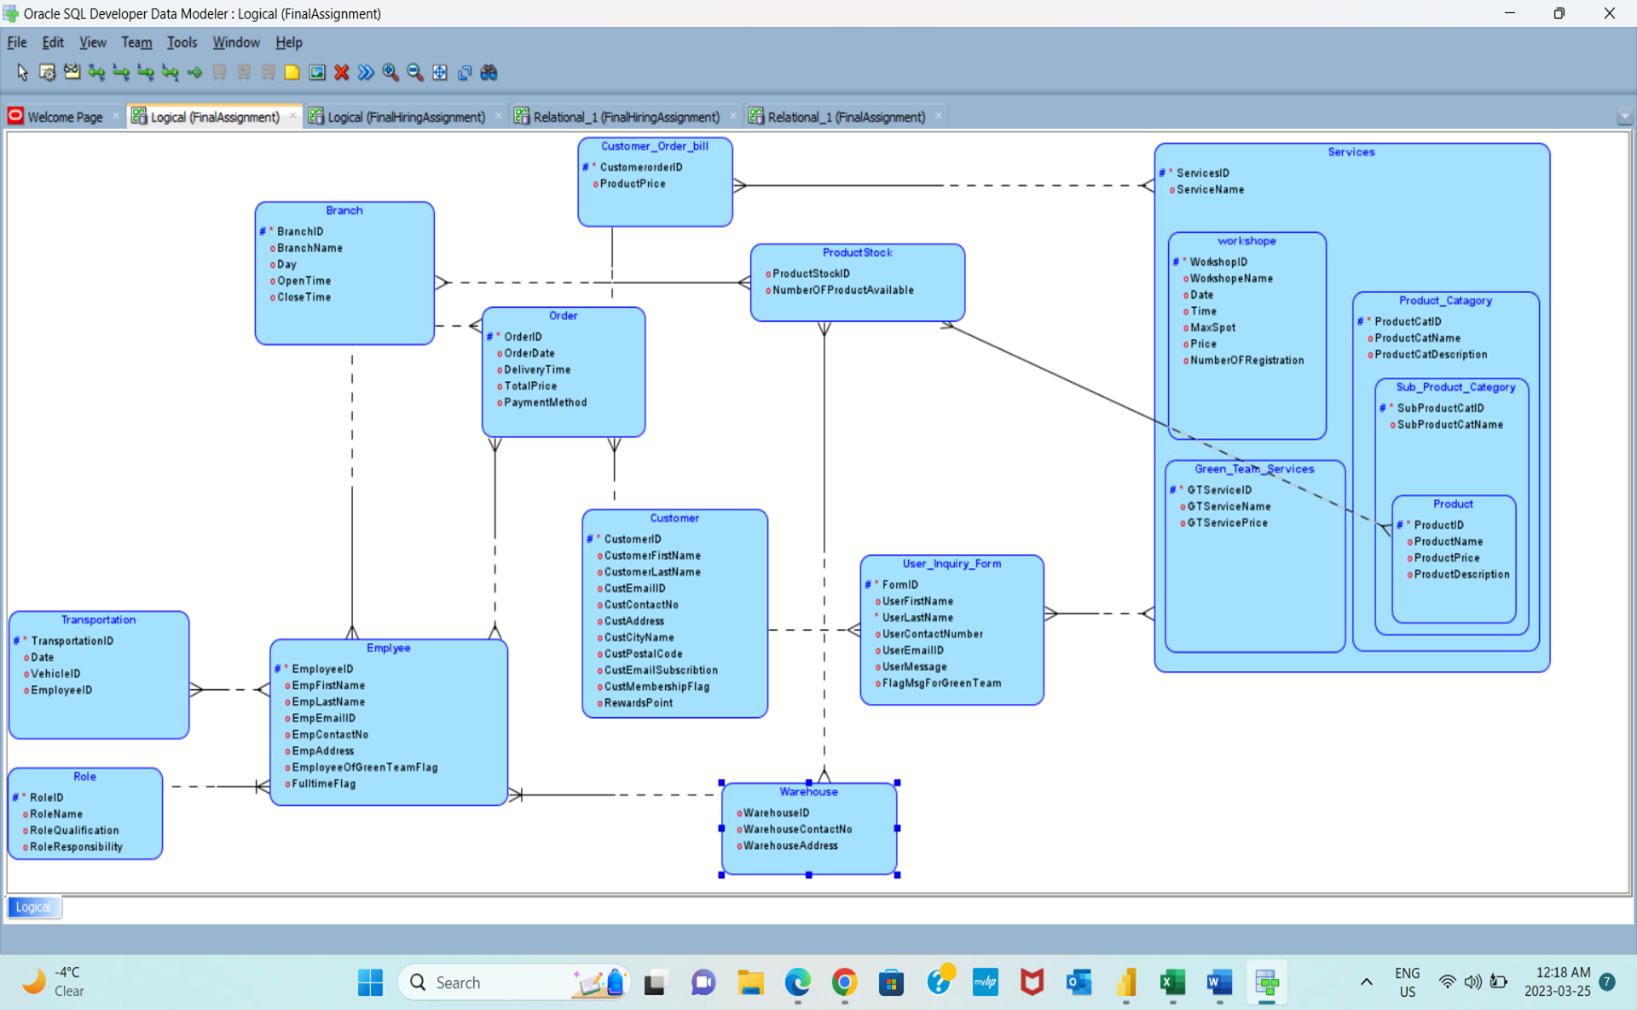 Oracle SQL Developer Data Modeler : Logical (FinalAssignment)
File Edit View Team Tools Window Help
Welcome Page
Logical (FinalAssignment)
Logical (FinalHiringAssignment)
Relational_1 (FinalHiringAssignment)
Relational_1 (FinalAssignment)
Customer_Order_bill
# * CustomerorderID
o ProductPrice
Branch
# * BranchID
o BranchName
o Day
o OpenTime
o CloseTime
ProductStock
o ProductStockID
o NumberOFProductAvailable
Order
# * OrderID
o OrderDate
o DeliveryTime
o TotalPrice
o PaymentMethod
Services
# * ServicesID
o ServiceName
workshope
# * WorkshopID
o WorkshopeName
o Date
o Time
o MaxSpot
o Price
o NumberOFRegistration
Product_Catagory
# * ProductCatID
o ProductCatName
o ProductCatDescription
Sub_Product_Category
# * SubProductCatID
o SubProductCatName
Green_Team_Services
# * GTServiceID
o GTServiceName
o GTServicePrice
Product
# * ProductID
o ProductName
o ProductPrice
o ProductDescription
Customer
# * CustomerID
o CustomerFirstName
o CustomerLastName
o CustEmailID
o CustContactNo
o CustAddress
o CustCityName
o CustPostalCode
o CustEmailSubscribtion
o CustMembershipFlag
o RewardsPoint
User_Inquiry_Form
# * FormID
o UserFirstName
* UserLastName
o UserContactNumber
o UserEmailID
o UserMessage
o FlagMsgForGreenTeam
Transportation
# * TransportationID
o Date
o VehicleID
o EmployeeID
Emplyee
# * EmployeeID
o EmpFirstName
o EmpLastName
o EmpEmailID
o EmpContactNo
o EmpAddress
o EmployeeOfGreenTeamFlag
o FulltimeFlag
Role
# * RoleID
o RoleName
o RoleQualification
o RoleResponsibility
Warehouse
o WarehouseID
o WarehouseContactNo
o WarehouseAddress
Logical
-4°C
Clear
Search
myhp
ENG
US
12:18 AM
2023-03-25
7